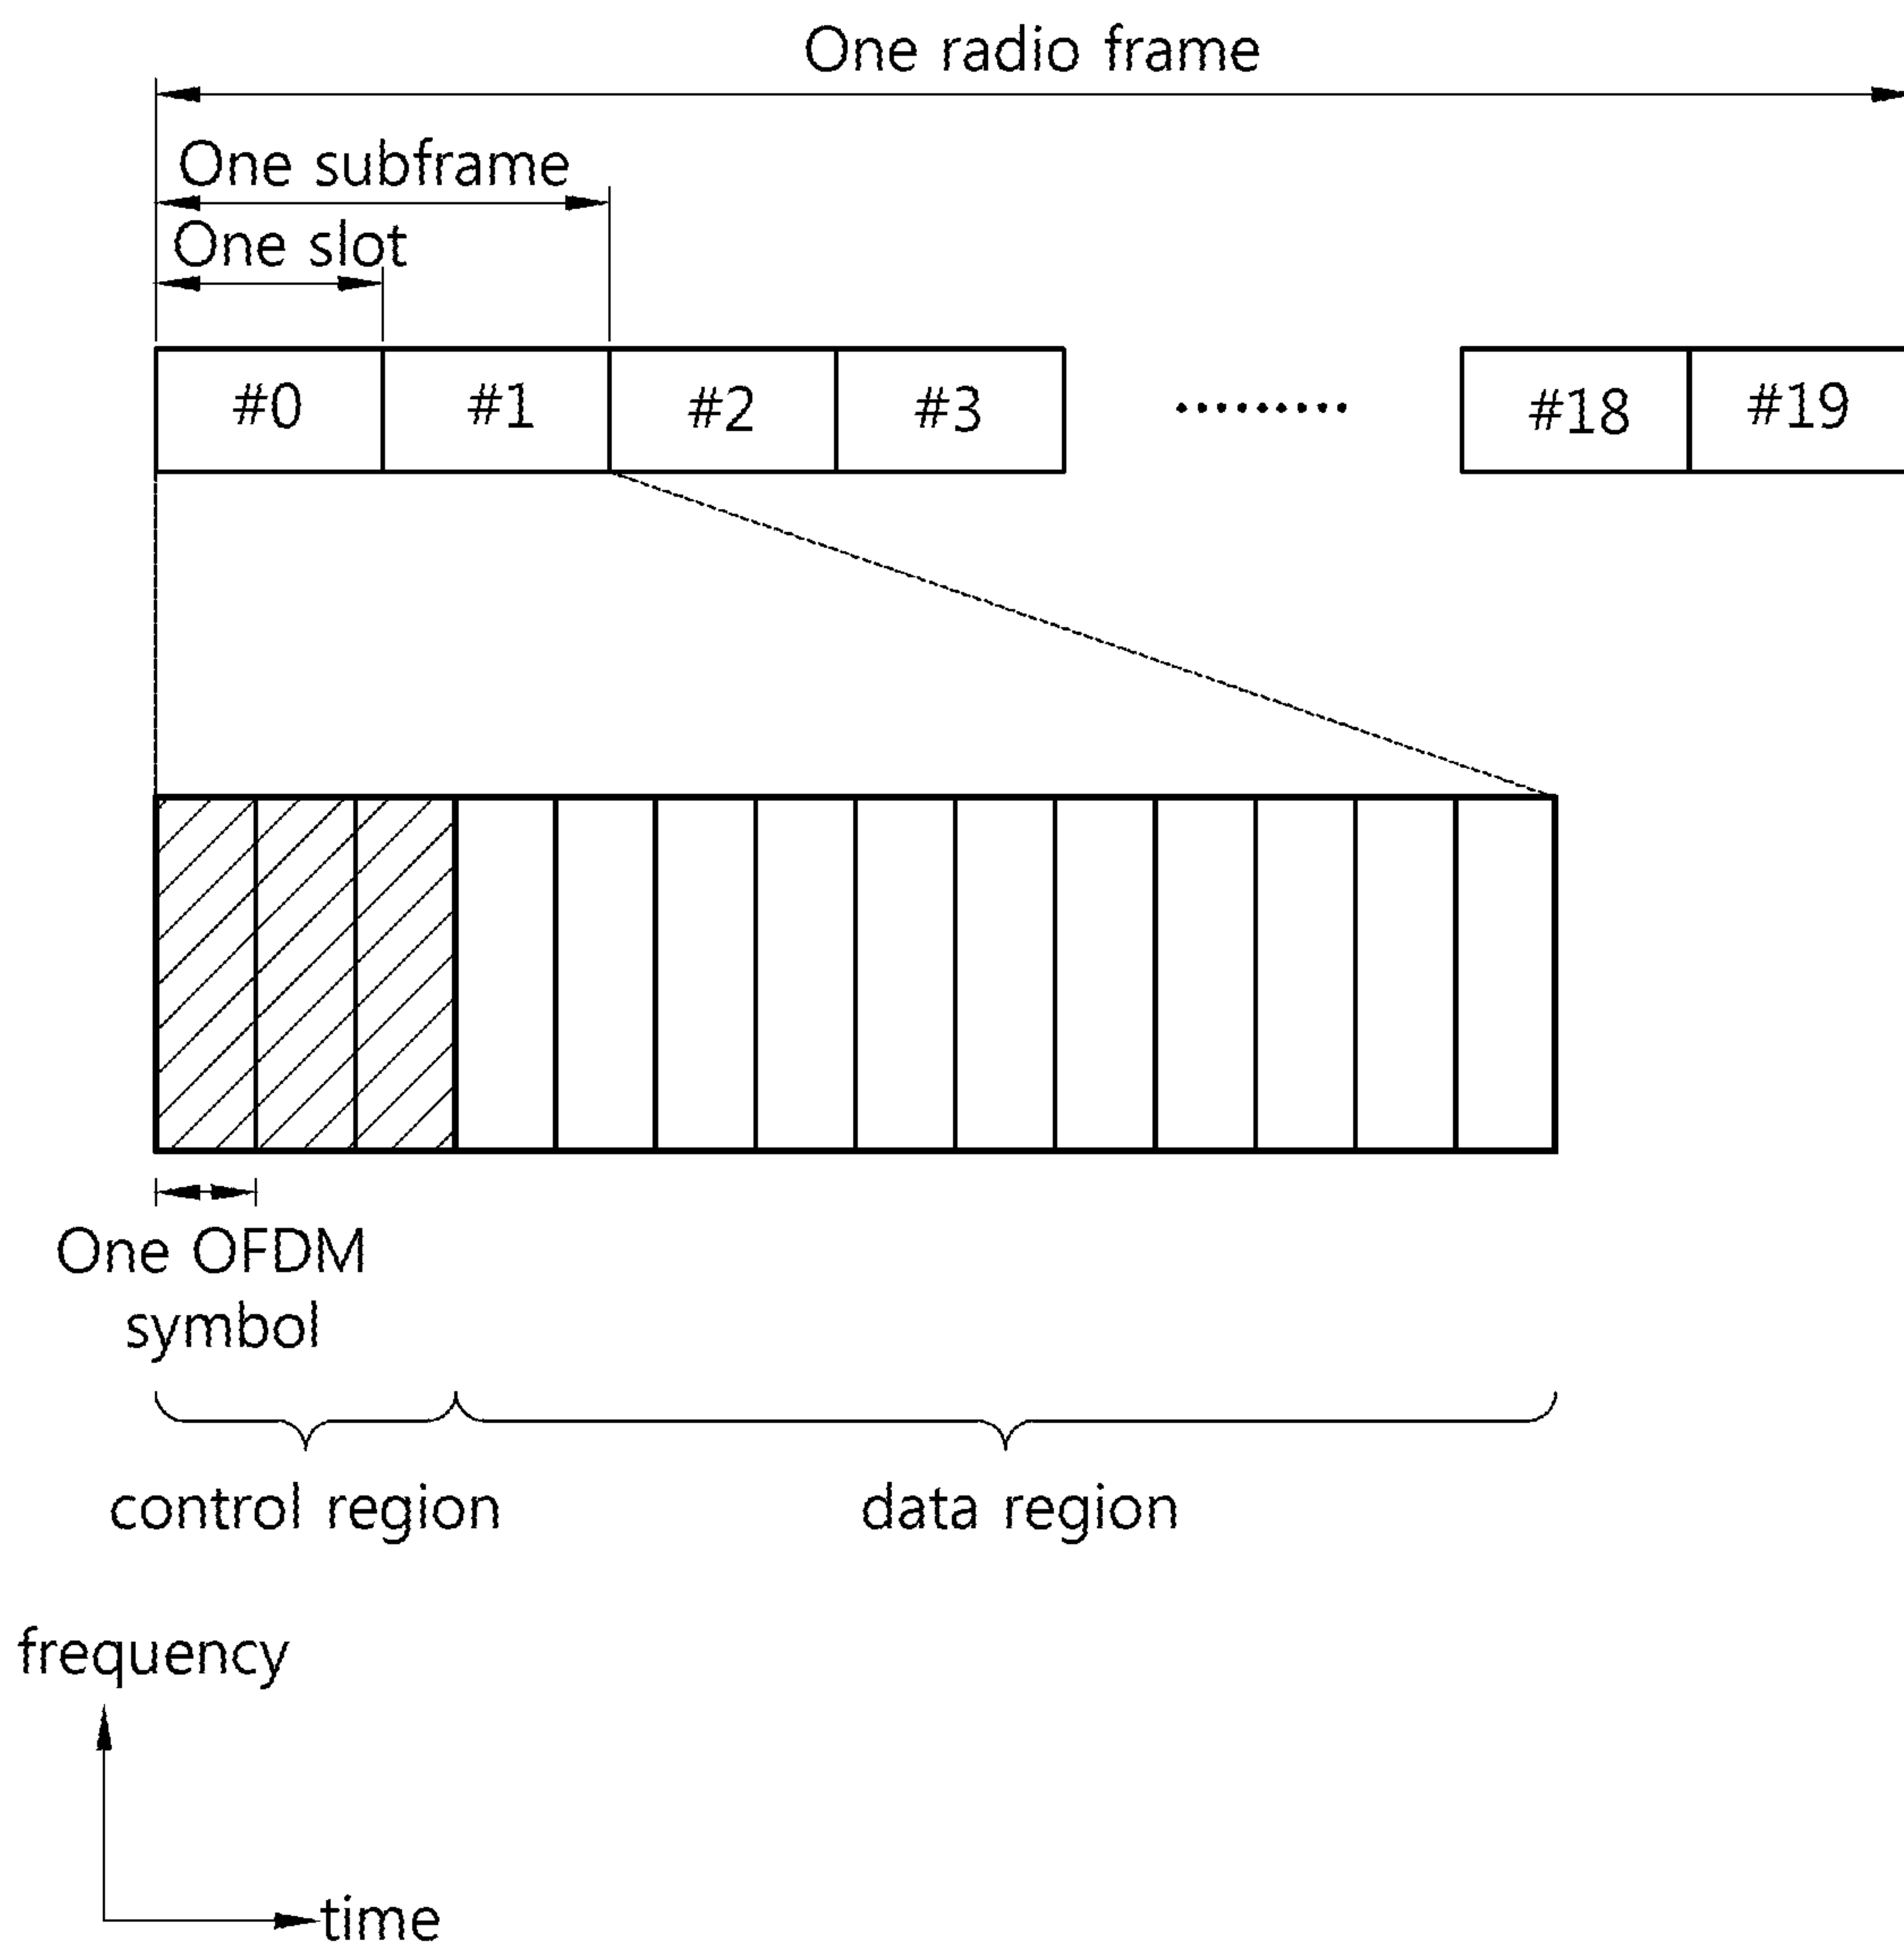 One radio frame
One subframe
One slot
#0 #1 #2 #3 ......... #18 #19
One OFDM
symbol
control region data region
frequency
time